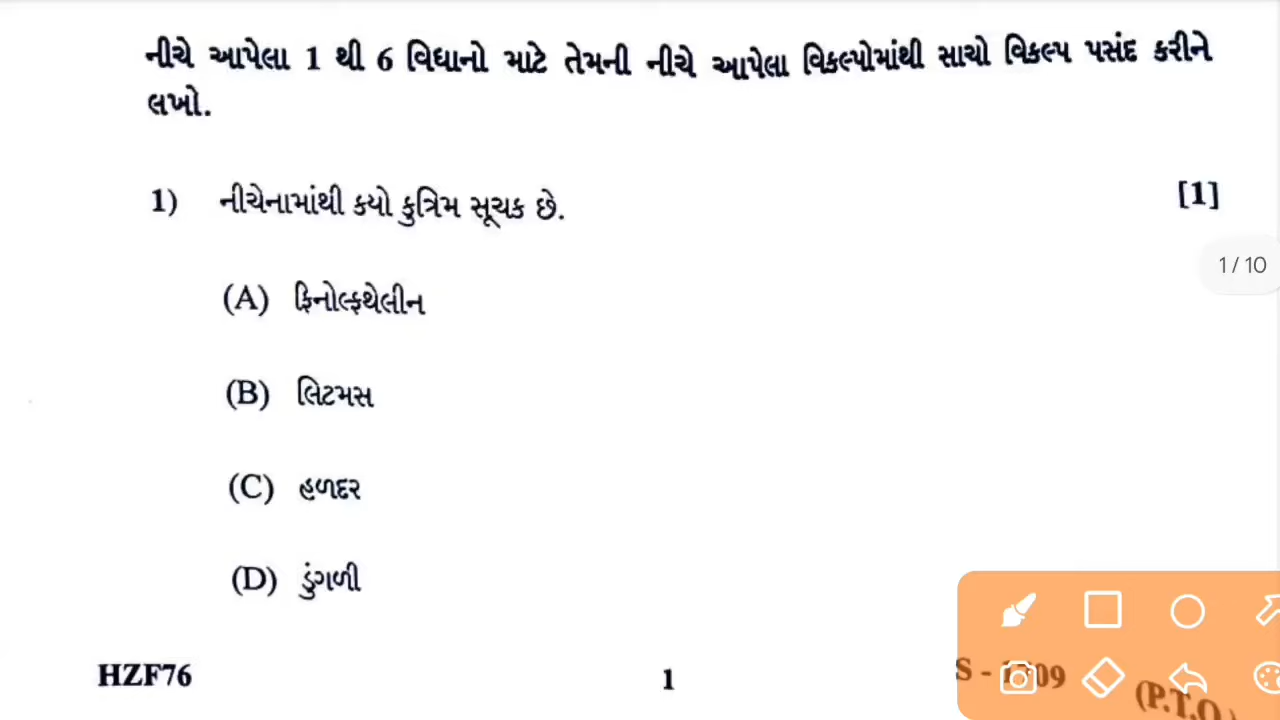 નીચે આપેલા 1 થી 6 વિધાનો માટે તેમની નીચે આપેલા વિકલ્પોમાંથી સાચો વિકલ્પ પસંદ કરીને
લખો.
1) નીચેનામાંથી કયો કુત્રિમ સૂચક છે. [1]
1 / 10
(A) ફિનોલ્ફથેલીન
(B) લિટમસ
(C) હળદર
(D) ડુંગળી
HZF76 1
(P.T.O.)